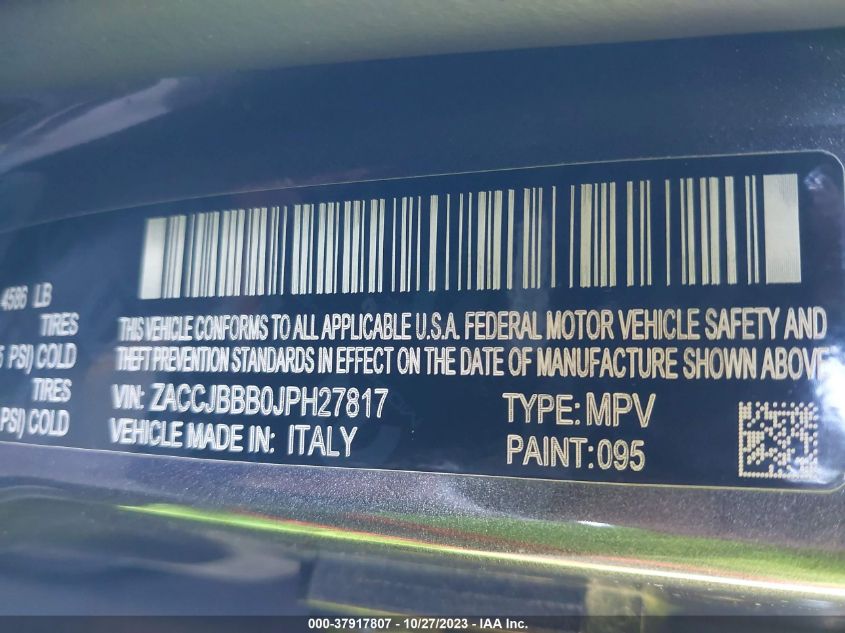 4586 LB
TIRES
PSI) COLD
TIRES
PSI) COLD
THIS VEHICLE CONFORMS TO ALL APPLICABLE U.S.A. FEDERAL MOTOR VEHICLE SAFETY AND
THEFT PREVENTION STANDARDS IN EFFECT ON THE DATE OF MANUFACTURE SHOWN ABOVE
VIN: ZACCJBBB0JPH27817
VEHICLE MADE IN: ITALY
TYPE: MPV
PAINT: 095
000-37917807 - 10/27/2023 - IAA Inc.